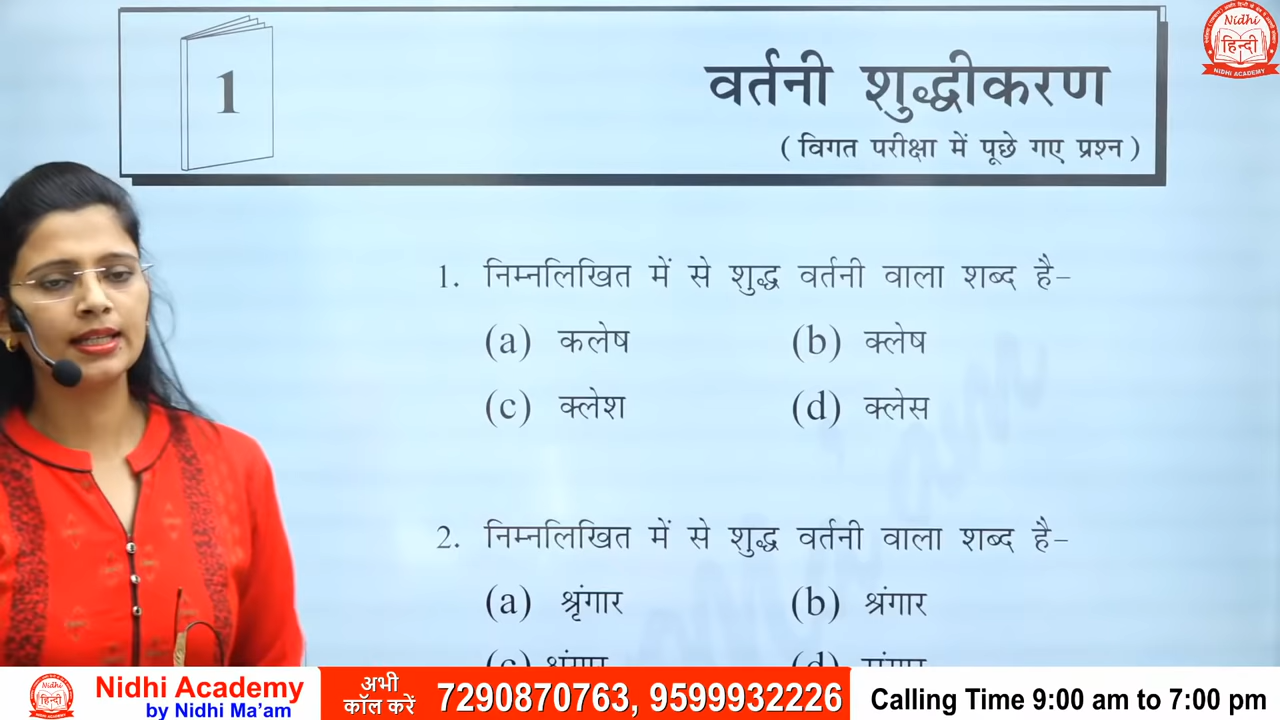 1
वर्तनी शुद्धीकरण
( विगत परीक्षा में पूछे गए प्रश्न )
Nidhi
हिन्दी
NIDHI ACADEMY
1. निम्नलिखित में से शुद्ध वर्तनी वाला शब्द है-
(a) कलेष (b) क्लेष
(c) क्लेश (d) क्लेस
2. निम्नलिखित में से शुद्ध वर्तनी वाला शब्द है-
(a) श्रृंगार (b) श्रंगार
(c) (d)
Nidhi Academy
by Nidhi Ma'am
अभी
कॉल करें
7290870763, 9599932226
Calling Time 9:00 am to 7:00 pm